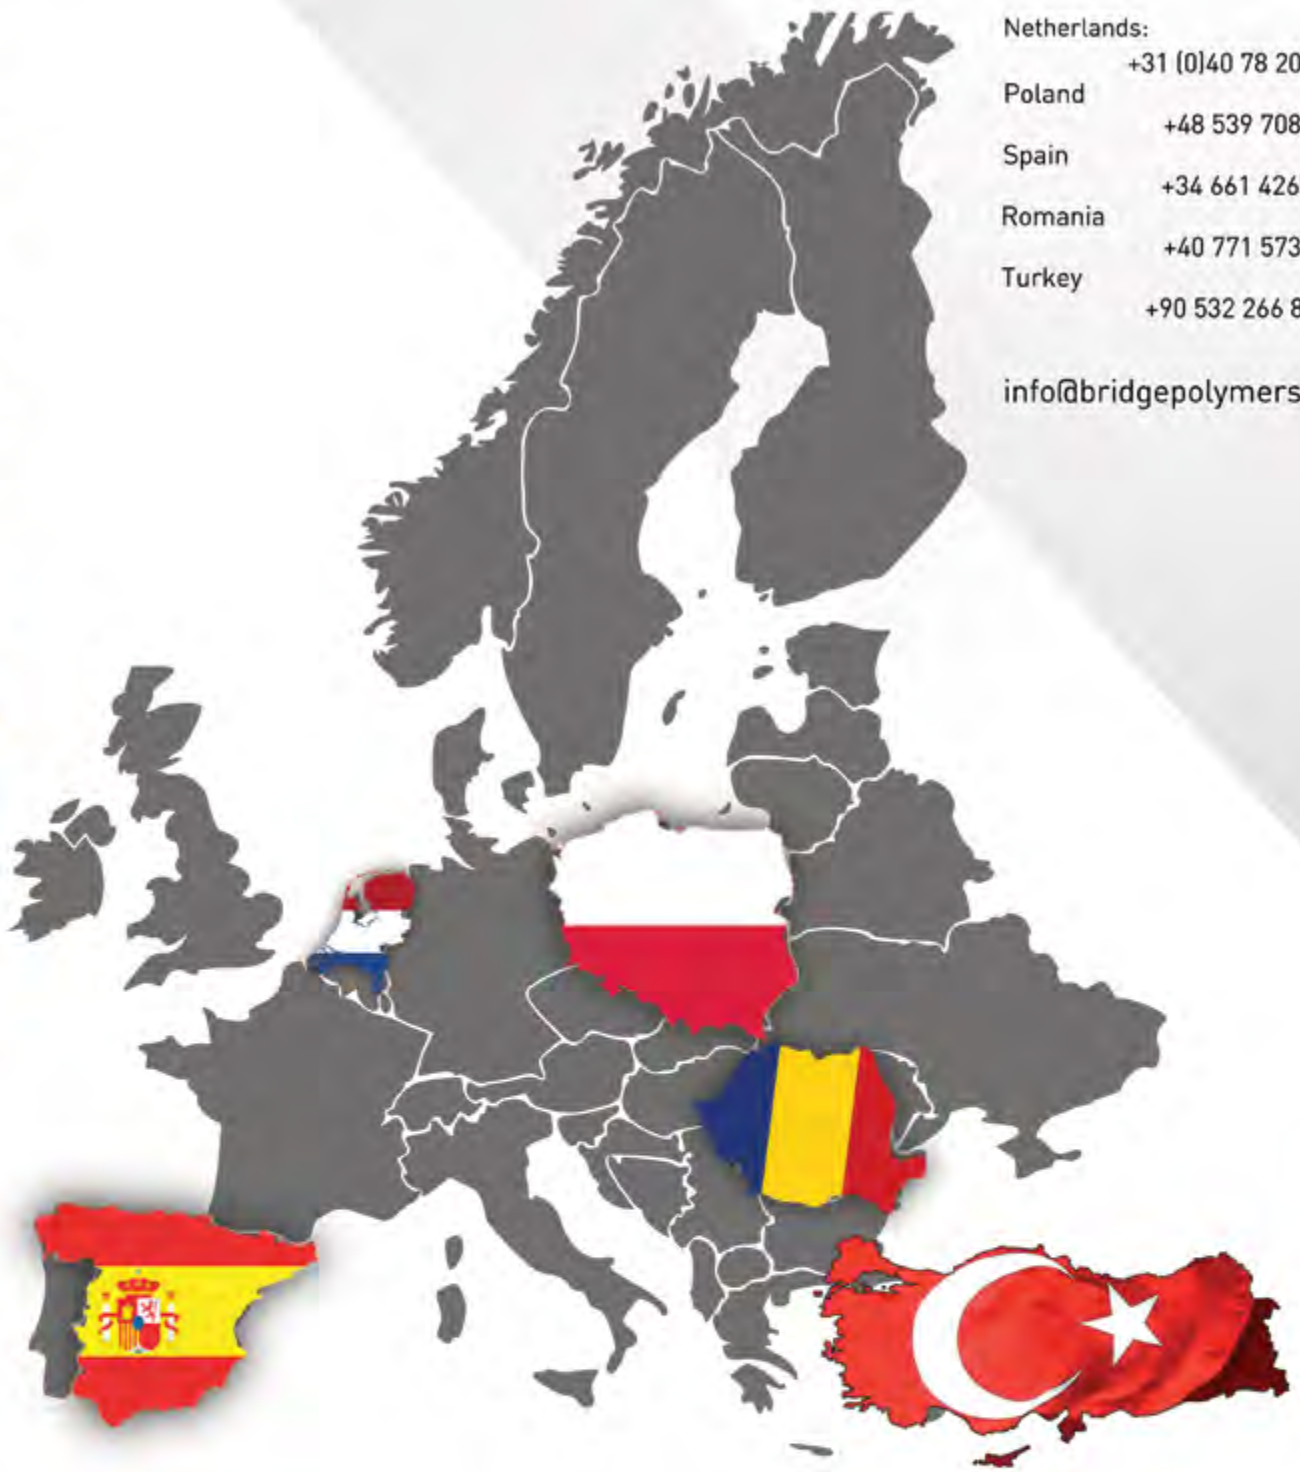 Netherlands:
+31 (0)40 78 20
Poland
+48 539 708
Spain
+34 661 426
Romania
+40 771 573
Turkey
+90 532 266 8
info@bridgepolymers